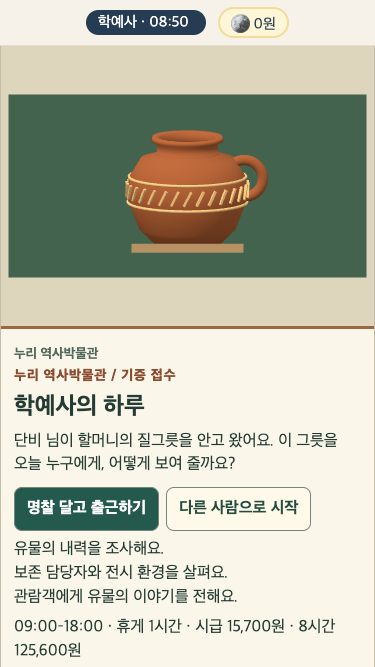 학예사 · 08:50
0원
누리 역사박물관
누리 역사박물관 / 기증 접수
학예사의 하루
단비 님이 할머니의 질그릇을 안고 왔어요. 이 그릇을
오늘 누구에게, 어떻게 보여 줄까요?
명찰 달고 출근하기
다른 사람으로 시작
유물의 내력을 조사해요.
보존 담당자와 전시 환경을 살펴요.
관람객에게 유물의 이야기를 전해요.
09:00-18:00 · 휴게 1시간 · 시급 15,700원 · 8시간
125,600원